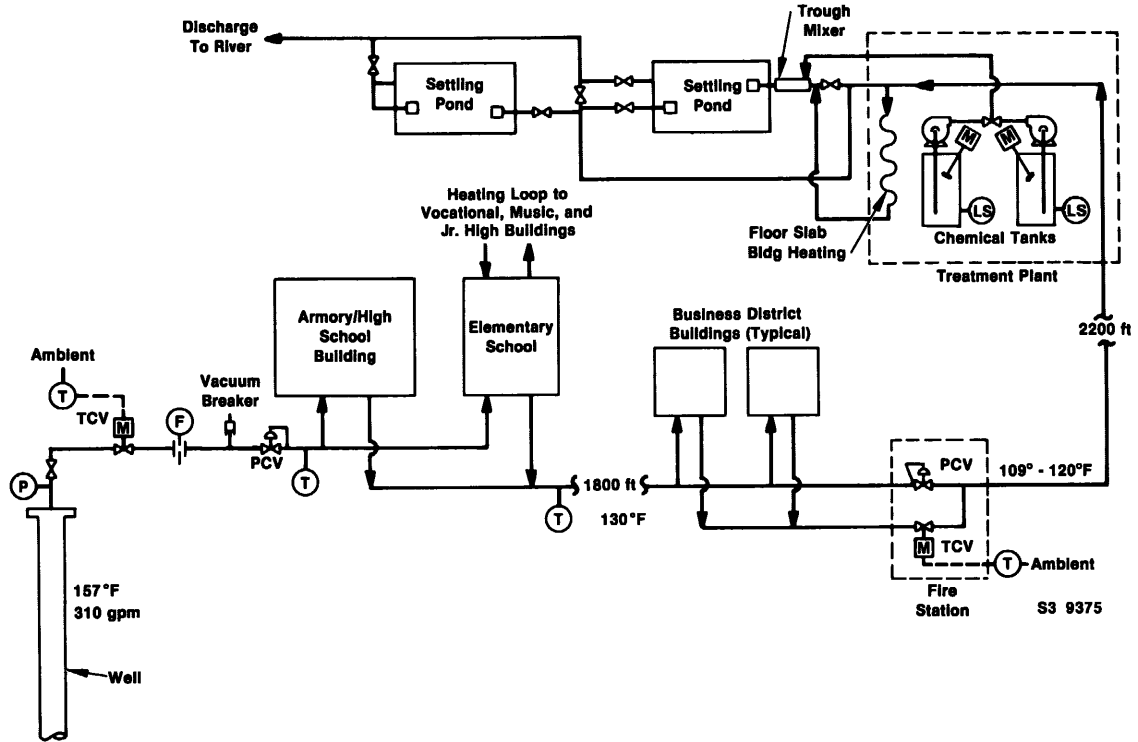 Discharge
To River
Trough
Mixer
Settling
Pond
Settling
Pond
M
M
LS
LS
Chemical Tanks
Treatment Plant
Floor Slab
Bldg Heating
Heating Loop to
Vocational, Music, and
Jr. High Buildings
Armory/High
School
Building
Elementary
School
Business District
Buildings (Typical)
2200 ft
Ambient
T
TCV
M
F
Vacuum
Breaker
PCV
T
P
1800 ft
T
130°F
PCV
109° - 120°F
M
TCV
T
Ambient
Fire
Station
157°F
310 gpm
Well
S3 9375